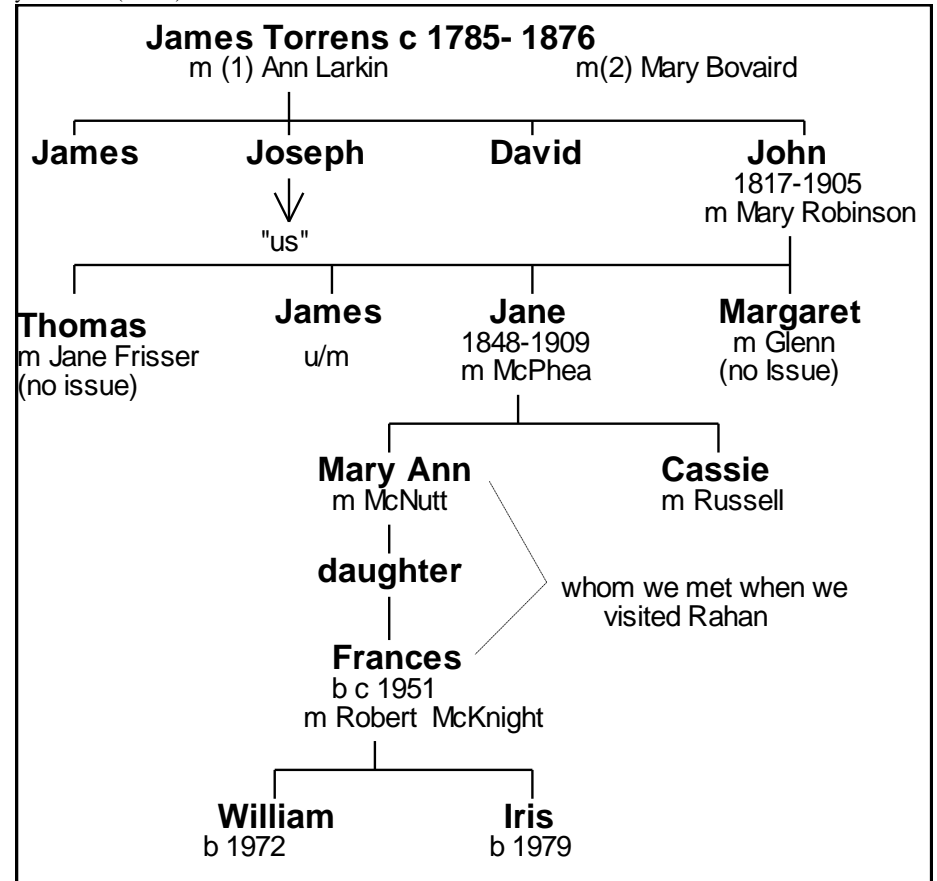 James Torrens c 1785- 1876
m (1) Ann Larkin m(2) Mary Bovaird
James Joseph David John
1817-1905
m Mary Robinson
"us"
Thomas James Jane Margaret
m Jane Frisser u/m 1848-1909 m Glenn
(no issue) m McPhea (no Issue)
Mary Ann Cassie
m McNutt m Russell
daughter
whom we met when we
visited Rahan
Frances
b c 1951
m Robert McKnight
William Iris
b 1972 b 1979